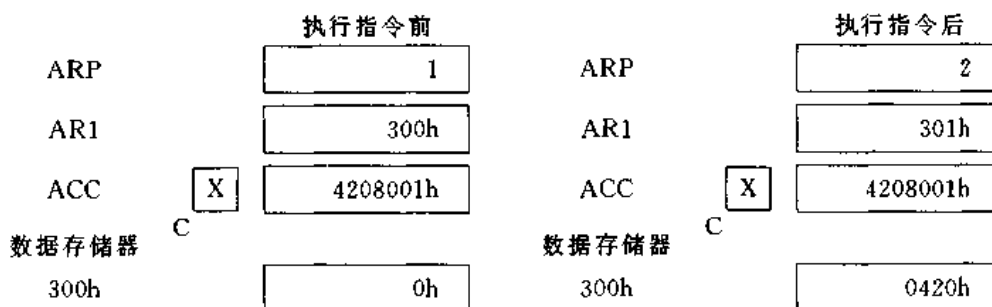 执行指令前 执行指令后
ARP 1 ARP 2
AR1 300h AR1 301h
ACC X 4208001h ACC X 4208001h
C C
数据存储器 数据存储器
300h 0h 300h 0420h